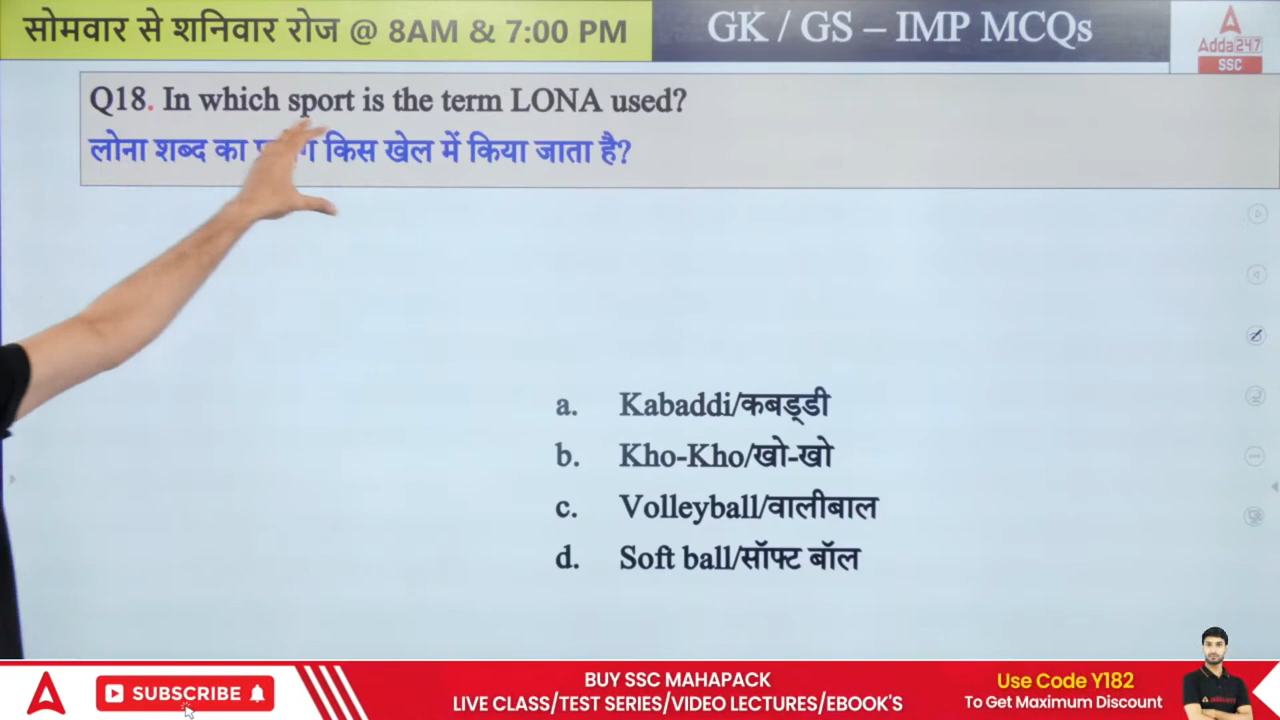 सोमवार से शनिवार रोज @ 8AM & 7:00 PM
GK / GS – IMP MCQs
Adda247
SSC
Q18. In which sport is the term LONA used?
लोना शब्द का किस खेल में किया जाता है?
a. Kabaddi/कबड्डी
b. Kho-Kho/खो-खो
c. Volleyball/वालीबाल
d. Soft ball/सॉफ्ट बॉल
SUBSCRIBE
BUY SSC MAHAPACK
LIVE CLASS/TEST SERIES/VIDEO LECTURES/EBOOK'S
Use Code Y182
To Get Maximum Discount